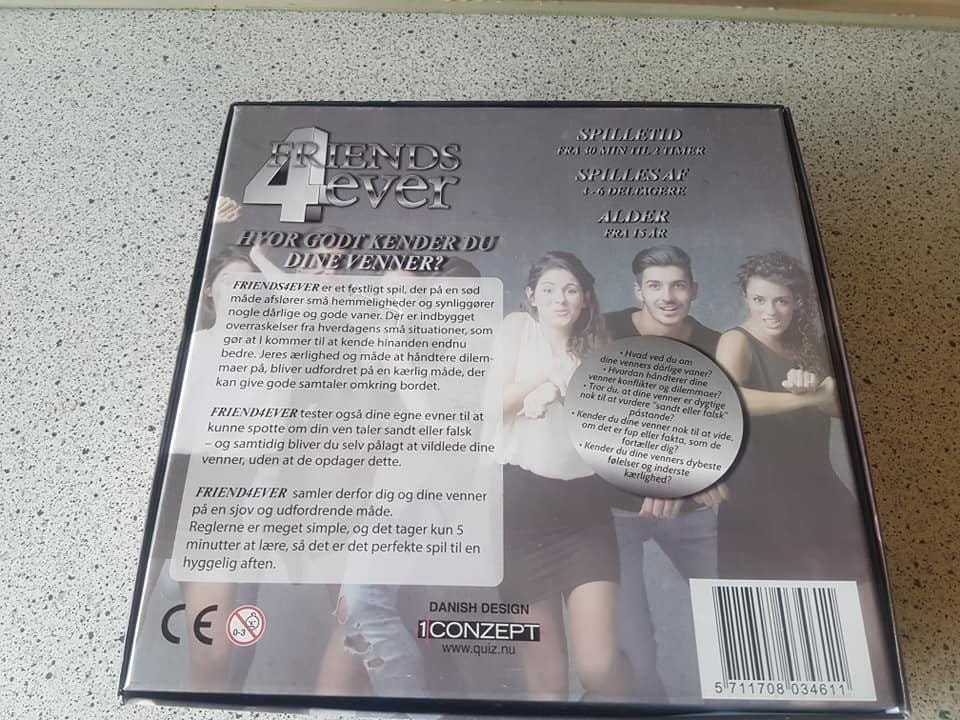 FRIENDS
4ever
HVOR GODT KENDER DU
DINE VENNER?
FRIENDS4EVER er et festligt spil, der på en sød
måde afslører små hemmeligheder og synliggører
nogle dårlige og gode vaner. Der er indbygget
overraskelser fra hverdagens små situationer, som
gør at I kommer til at kende hinanden endnu
bedre. Jeres ærlighed og måde at håndtere dilem-
maer på, bliver udfordret på en kærlig måde, der
kan give gode samtaler omkring bordet.
FRIEND4EVER tester også dine egne evner til at
kunne spotte om din ven taler sandt eller falsk
– og samtidig bliver du selv pålagt at vildlede dine
venner, uden at de opdager dette.
FRIEND4EVER samler derfor dig og dine venner
på en sjov og udfordrende måde.
Reglerne er meget simple, og det tager kun 5
minutter at lære, så det er det perfekte spil til en
hyggelig aften.
SPILLETID
FRA 30 MIN TIL 2 TIMER
SPILLES AF
3-6 DELTAGERE
ALDER
FRA 15 ÅR
• Hvad ved du om
dine venners dårlige vaner?
• Hvordan håndterer dine
venner konflikter og dilemmaer?
• Tror du, at dine venner er dygtige
nok til at vurdere "sandt eller falsk"
påstande?
• Kender du dine venner nok til at vide,
om det er fup eller fakta, som de
fortæller dig?
• Kender du dine venners dybeste
følelser og inderste
kærlighed?
CE
0-3
DANISH DESIGN
1CONZEPT
www.quiz.nu
5 711708 034611